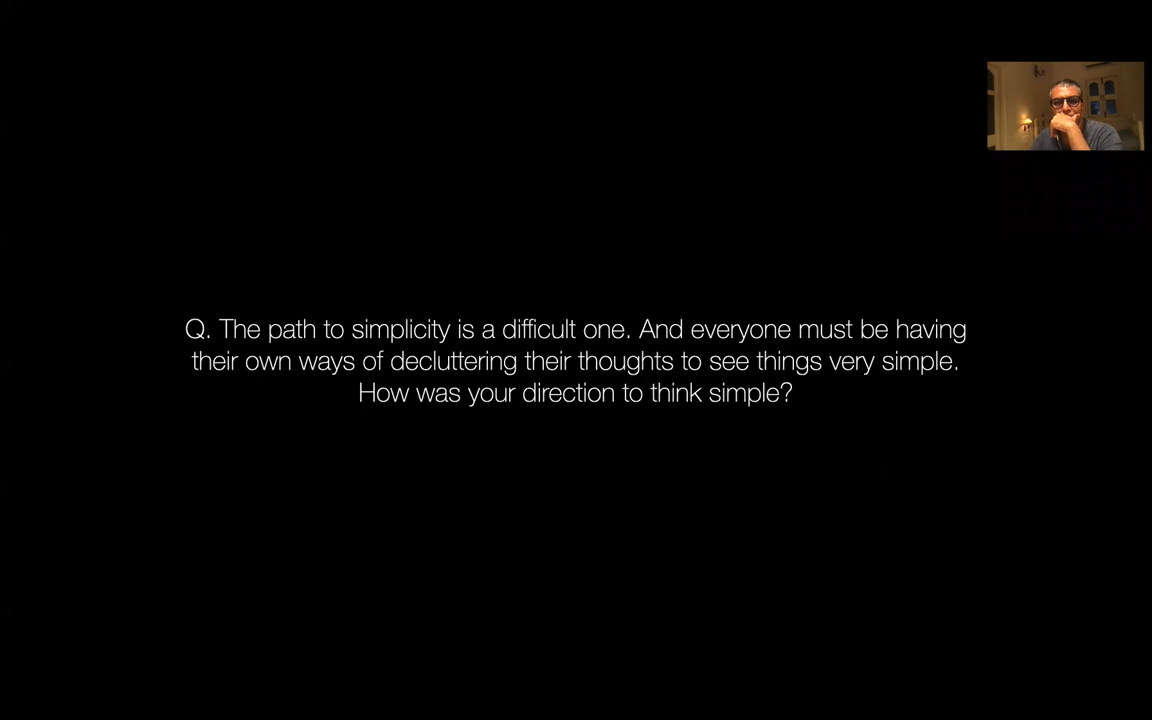 Q. The path to simplicity is a difficult one. And everyone must be having
their own ways of decluttering their thoughts to see things very simple.
How was your direction to think simple?